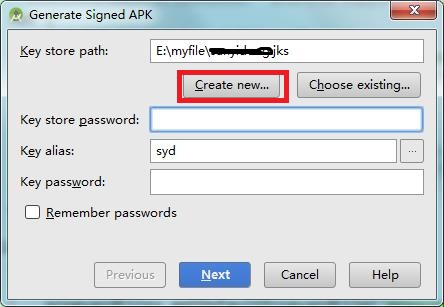 Generate Signed APK
Key store path:
E:\myfile\
.jks
Create new...
Choose existing...
Key store password:
Key alias:
syd
...
Key password:
Remember passwords
Previous
Next
Cancel
Help